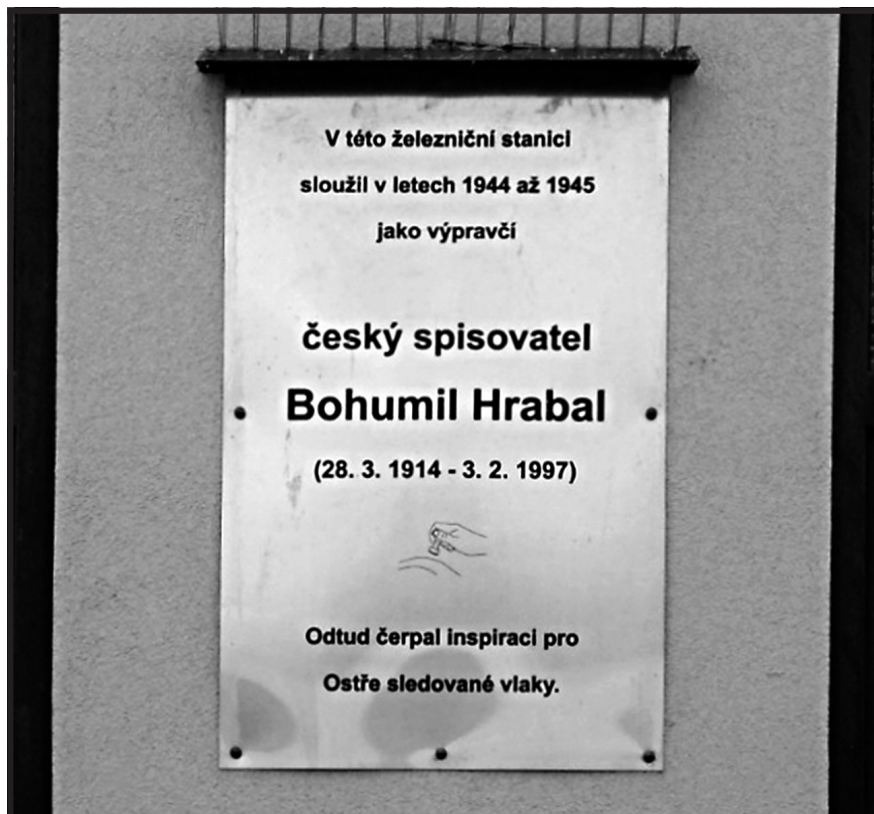 V této železniční stanici
sloužil v letech 1944 až 1945
jako výpravčí
český spisovatel
Bohumil Hrabal
(28. 3. 1914 - 3. 2. 1997)
Odtud čerpal inspiraci pro
Ostře sledované vlaky.